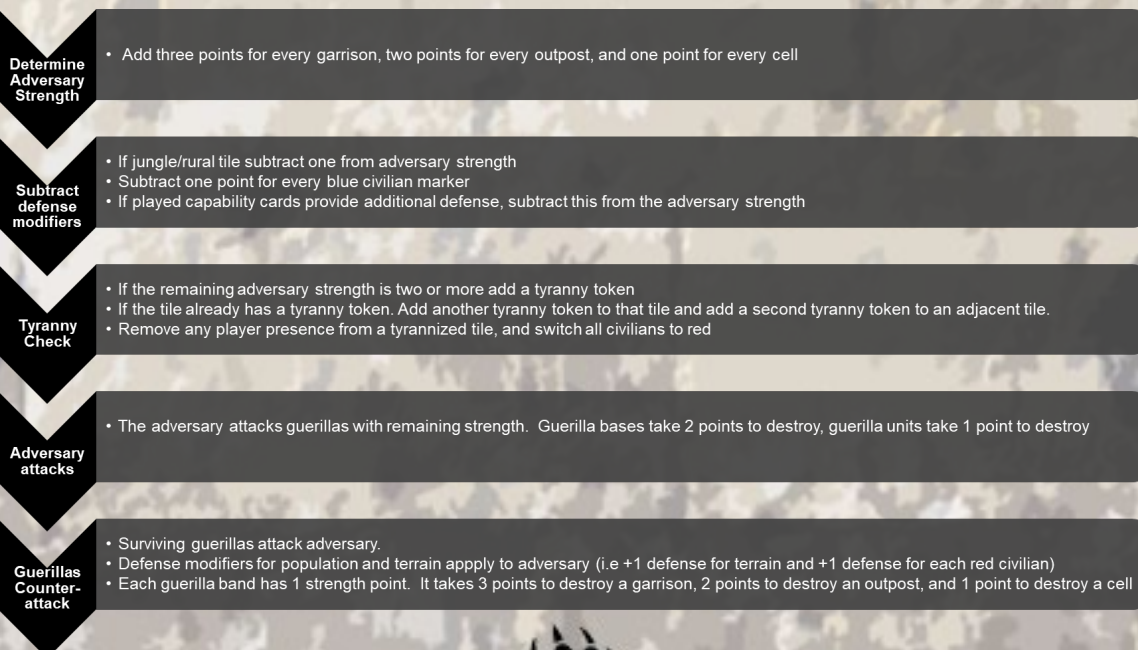 Determine
Adversary
Strength
• Add three points for every garrison, two points for every outpost, and one point for every cell
Subtract
defense
modifiers
• If jungle/rural tile subtract one from adversary strength
• Subtract one point for every blue civilian marker
• If played capability cards provide additional defense, subtract this from the adversary strength
Tyranny
Check
• If the remaining adversary strength is two or more add a tyranny token
• If the tile already has a tyranny token. Add another tyranny token to that tile and add a second tyranny token to an adjacent tile.
• Remove any player presence from a tyrannized tile, and switch all civilians to red
Adversary
attacks
• The adversary attacks guerillas with remaining strength.  Guerilla bases take 2 points to destroy, guerilla units take 1 point to destroy
Guerillas
Counter-
attack
• Surviving guerillas attack adversary.
• Defense modifiers for population and terrain appply to adversary (i.e +1 defense for terrain and +1 defense for each red civilian)
• Each guerilla band has 1 strength point.  It takes 3 points to destroy a garrison, 2 points to destroy an outpost, and 1 point to destroy a cell